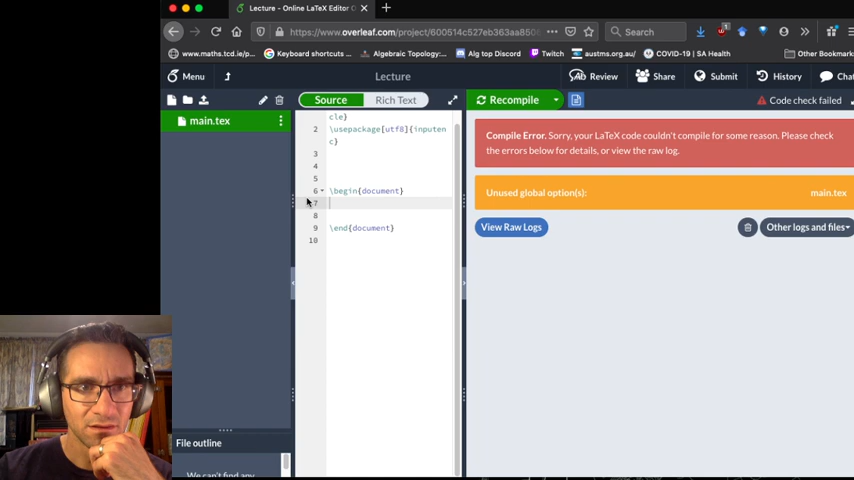 Lecture - Online LaTeX Editor O
https://www.overleaf.com/project/600514c527eb363aa850
Search
www.maths.tcd.ie/pub/
Keyboard shortcuts ...
Algebraic Topology:...
Alg top Discord
Twitch
austms.org.au/
COVID-19 | SA Health
Other Bookmarks
Menu
Lecture
Review
Share
Submit
History
Chat
Source
Rich Text
Recompile
Code check failed
main.tex
cle}
2 \usepackage[utf8]{inputen
c}
3
4
5
6 \begin{document}
7
8
9 \end{document}
10
Compile Error. Sorry, your LaTeX code couldn't compile for some reason. Please check
the errors below for details, or view the raw log.
Unused global option(s):
main.tex
View Raw Logs
Other logs and files
File outline
We can't find any